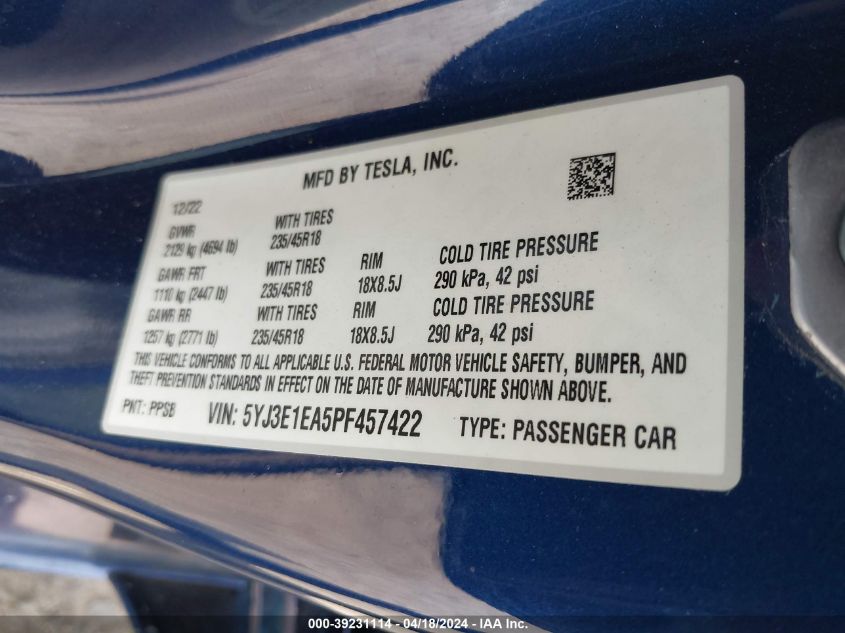 MFD BY TESLA, INC.
12/22
GVWR WITH TIRES
2129 kg (4694 lb) 235/45R18
GAWR FRT WITH TIRES RIM COLD TIRE PRESSURE
1110 kg (2447 lb) 235/45R18 18X8.5J 290 kPa, 42 psi
GAWR RR WITH TIRES RIM COLD TIRE PRESSURE
1257 kg (2771 lb) 235/45R18 18X8.5J 290 kPa, 42 psi
THIS VEHICLE CONFORMS TO ALL APPLICABLE U.S. FEDERAL MOTOR VEHICLE SAFETY, BUMPER, AND
THEFT PREVENTION STANDARDS IN EFFECT ON THE DATE OF MANUFACTURE SHOWN ABOVE.
PNT: PPSB VIN: 5YJ3E1EA5PF457422 TYPE: PASSENGER CAR
000-39231114 - 04/18/2024 - IAA Inc.